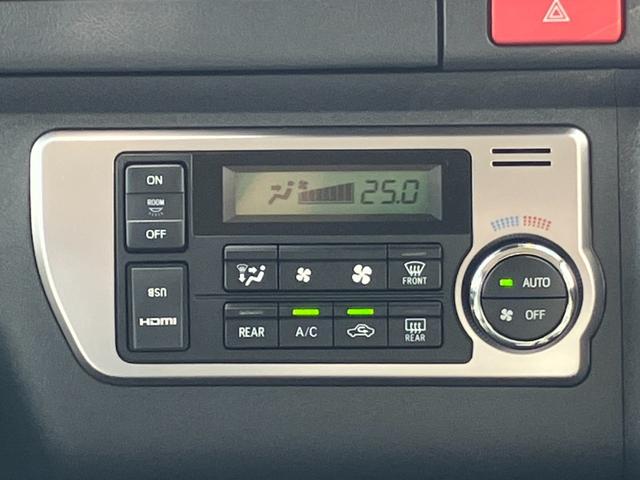 ON
ROOM
OFF
25.0
FRONT
AUTO
OFF
USB
HDMI
REAR
A/C
REAR